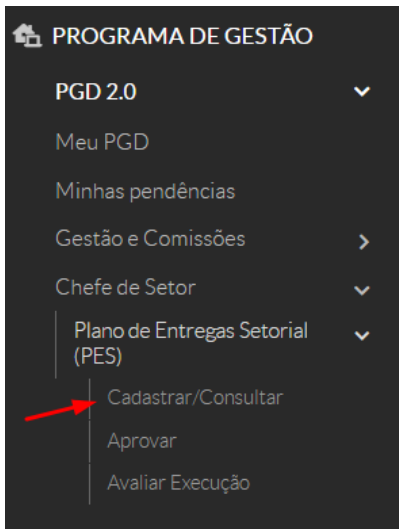 PROGRAMA DE GESTÃO
PGD 2.0
Meu PGD
Minhas pendências
Gestão e Comissões
Chefe de Setor
Plano de Entregas Setorial
(PES)
Cadastrar/Consultar
Aprovar
Avaliar Execução